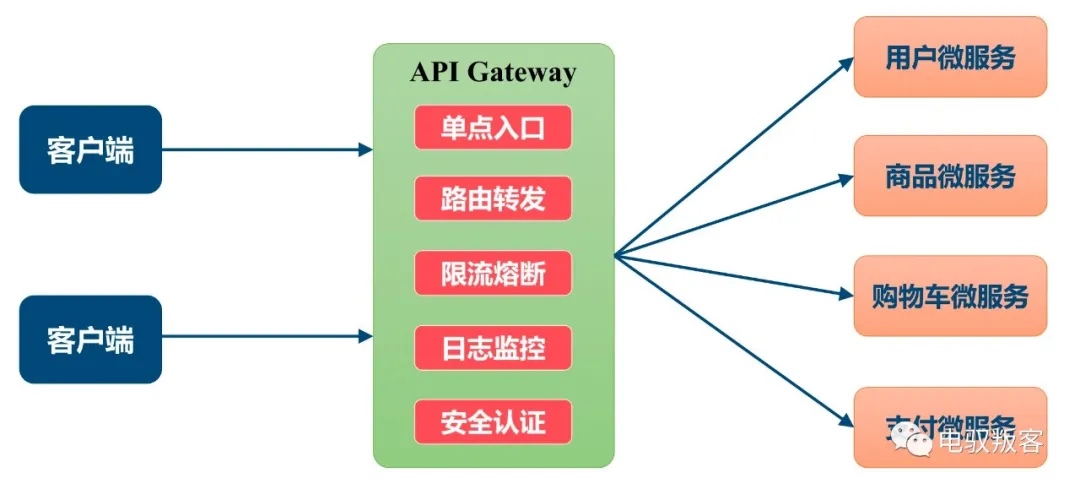 客户端
客户端
API Gateway
单点入口
路由转发
限流熔断
日志监控
安全认证
用户微服务
商品微服务
购物车微服务
支付微服务
电驭叛客